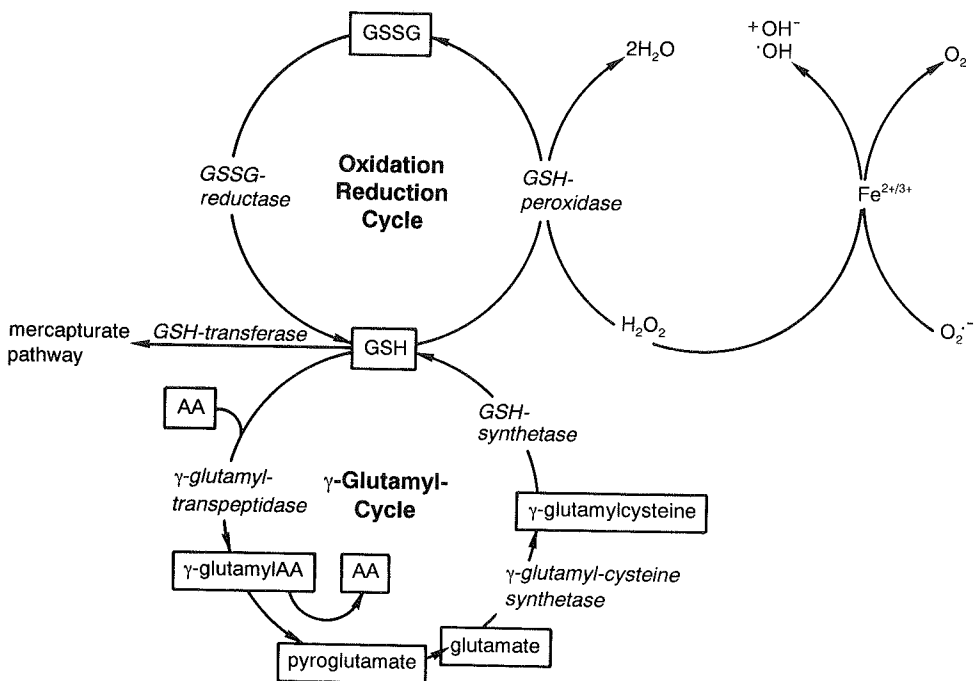 GSSG
2H₂O
+OH⁻
·OH
O₂
GSSG-
reductase
Oxidation
Reduction
Cycle
GSH-
peroxidase
Fe²⁺/³⁺
mercapturate
pathway
GSH-transferase
GSH
H₂O₂
O₂·⁻
AA
GSH-
synthetase
γ-glutamyl-
transpeptidase
γ-Glutamyl-
Cycle
γ-glutamylcysteine
γ-glutamylAA
AA
γ-glutamyl-cysteine
synthetase
pyroglutamate
glutamate